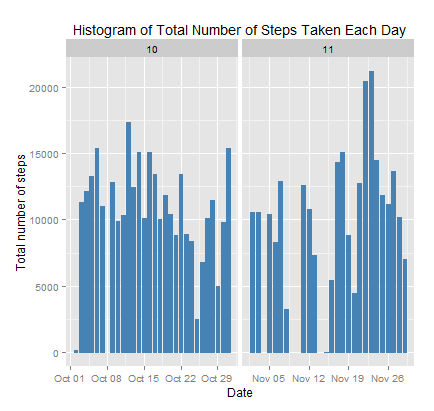 Histogram of Total Number of Steps Taken Each Day
10 11
Total number of steps
20000
15000
10000
5000
0
Oct 01 Oct 08 Oct 15 Oct 22 Oct 29 Nov 05 Nov 12 Nov 19 Nov 26
Date